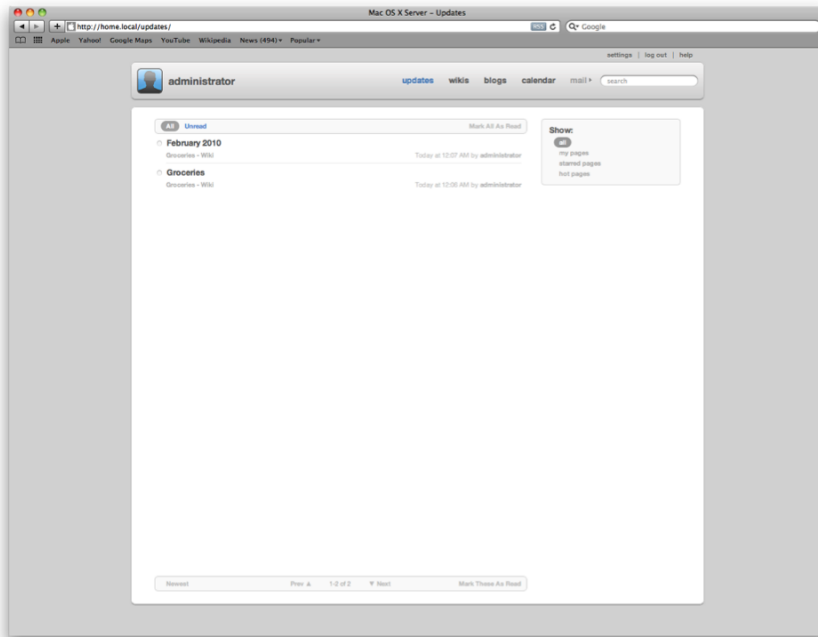 Mac OS X Server – Updates
http://home.local/updates/
RSS
Google
Apple Yahoo! Google Maps YouTube Wikipedia News (494) Popular
settings | log out | help
administrator
updates wikis blogs calendar mail search
All Unread Mark All As Read
February 2010
Groceries - Wiki Today at 12:07 AM by administrator
Groceries
Groceries - Wiki Today at 12:06 AM by administrator
Show:
all
my pages
starred pages
hot pages
Newest Prev 1-2 of 2 Next Mark These As Read